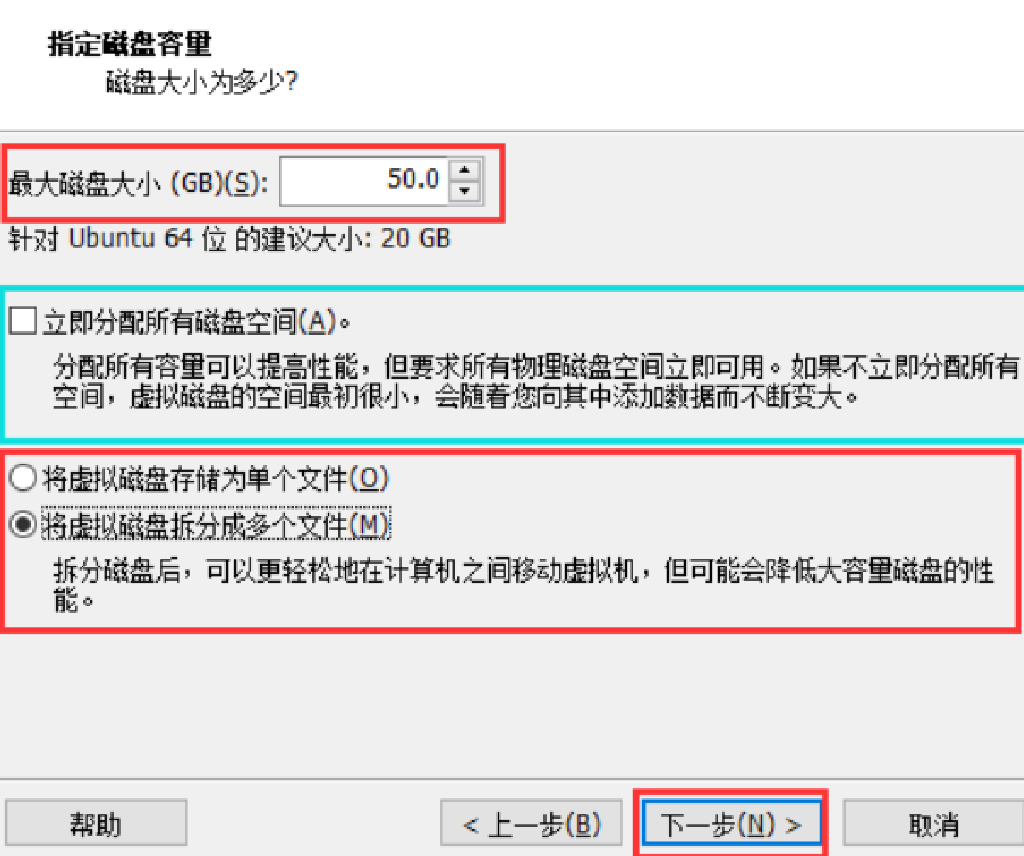 指定磁盘容量
磁盘大小为多少?
最大磁盘大小 (GB)(S): 50.0
针对 Ubuntu 64 位 的建议大小: 20 GB
立即分配所有磁盘空间(A)。
分配所有容量可以提高性能，但要求所有物理磁盘空间立即可用。如果不立即分配所有
空间，虚拟磁盘的空间最初很小，会随着您向其中添加数据而不断变大。
将虚拟磁盘存储为单个文件(O)
将虚拟磁盘拆分成多个文件(M)
拆分磁盘后，可以更轻松地在计算机之间移动虚拟机，但可能会降低大容量磁盘的性
能。
帮助 < 上一步(B) 下一步(N) > 取消